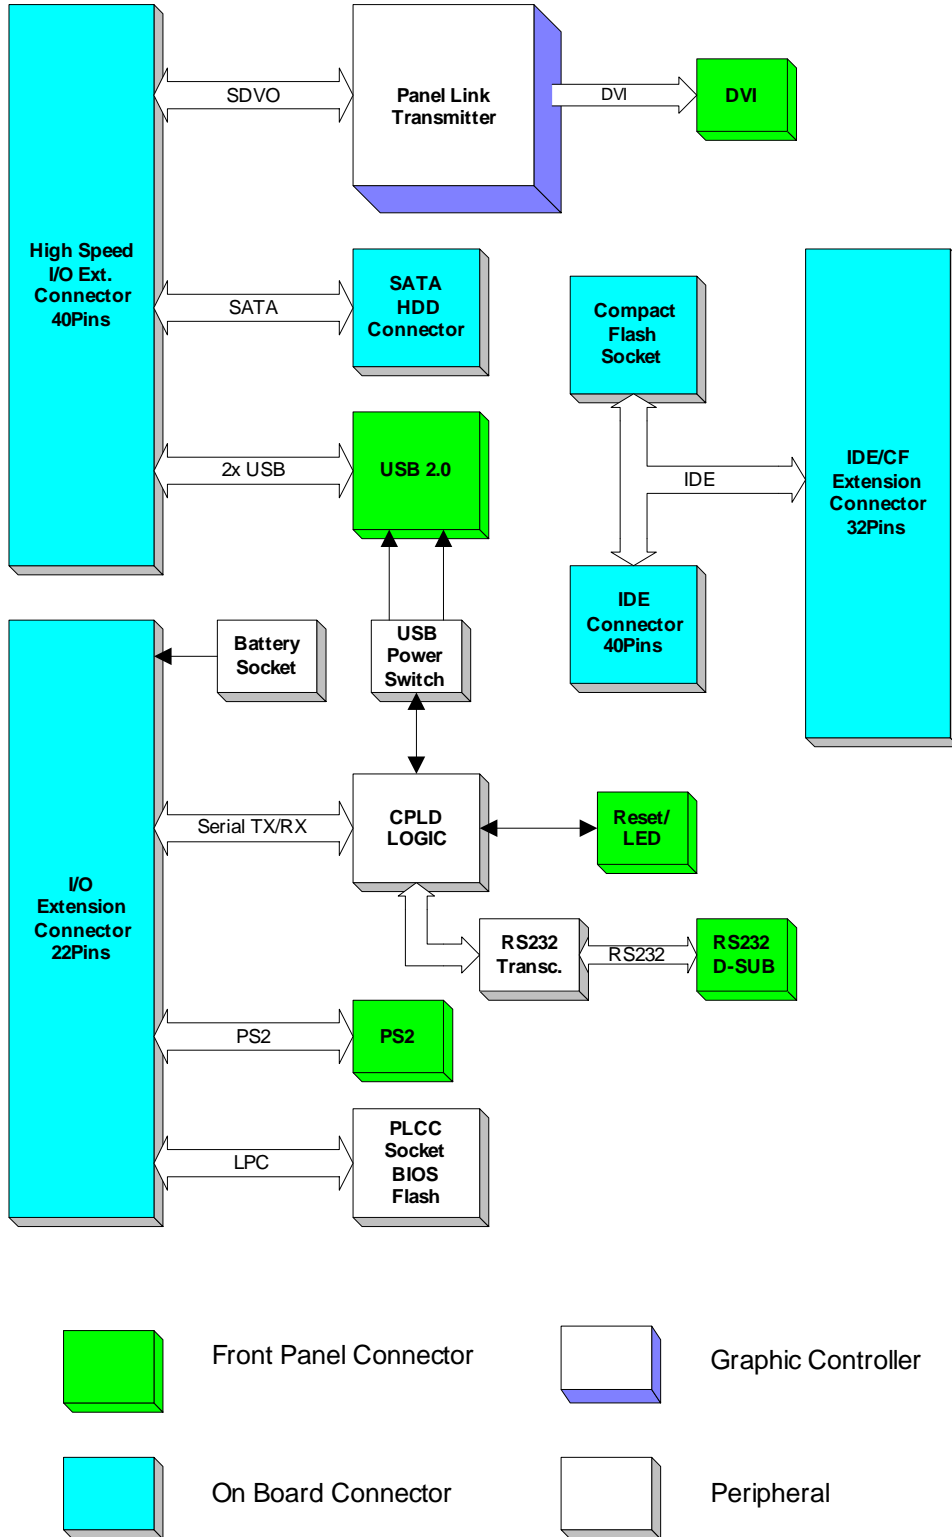 SDVO
Panel Link
Transmitter
DVI
DVI
High Speed
I/O Ext.
Connector
40Pins
SATA
SATA
HDD
Connector
Compact
Flash
Socket
2x USB
USB 2.0
IDE
IDE/CF
Extension
Connector
32Pins
IDE
Connector
40Pins
Battery
Socket
USB
Power
Switch
Serial TX/RX
CPLD
LOGIC
Reset/
LED
I/O
Extension
Connector
22Pins
RS232
Transc.
RS232
RS232
D-SUB
PS2
PS2
LPC
PLCC
Socket
BIOS
Flash
Front Panel Connector
Graphic Controller
On Board Connector
Peripheral